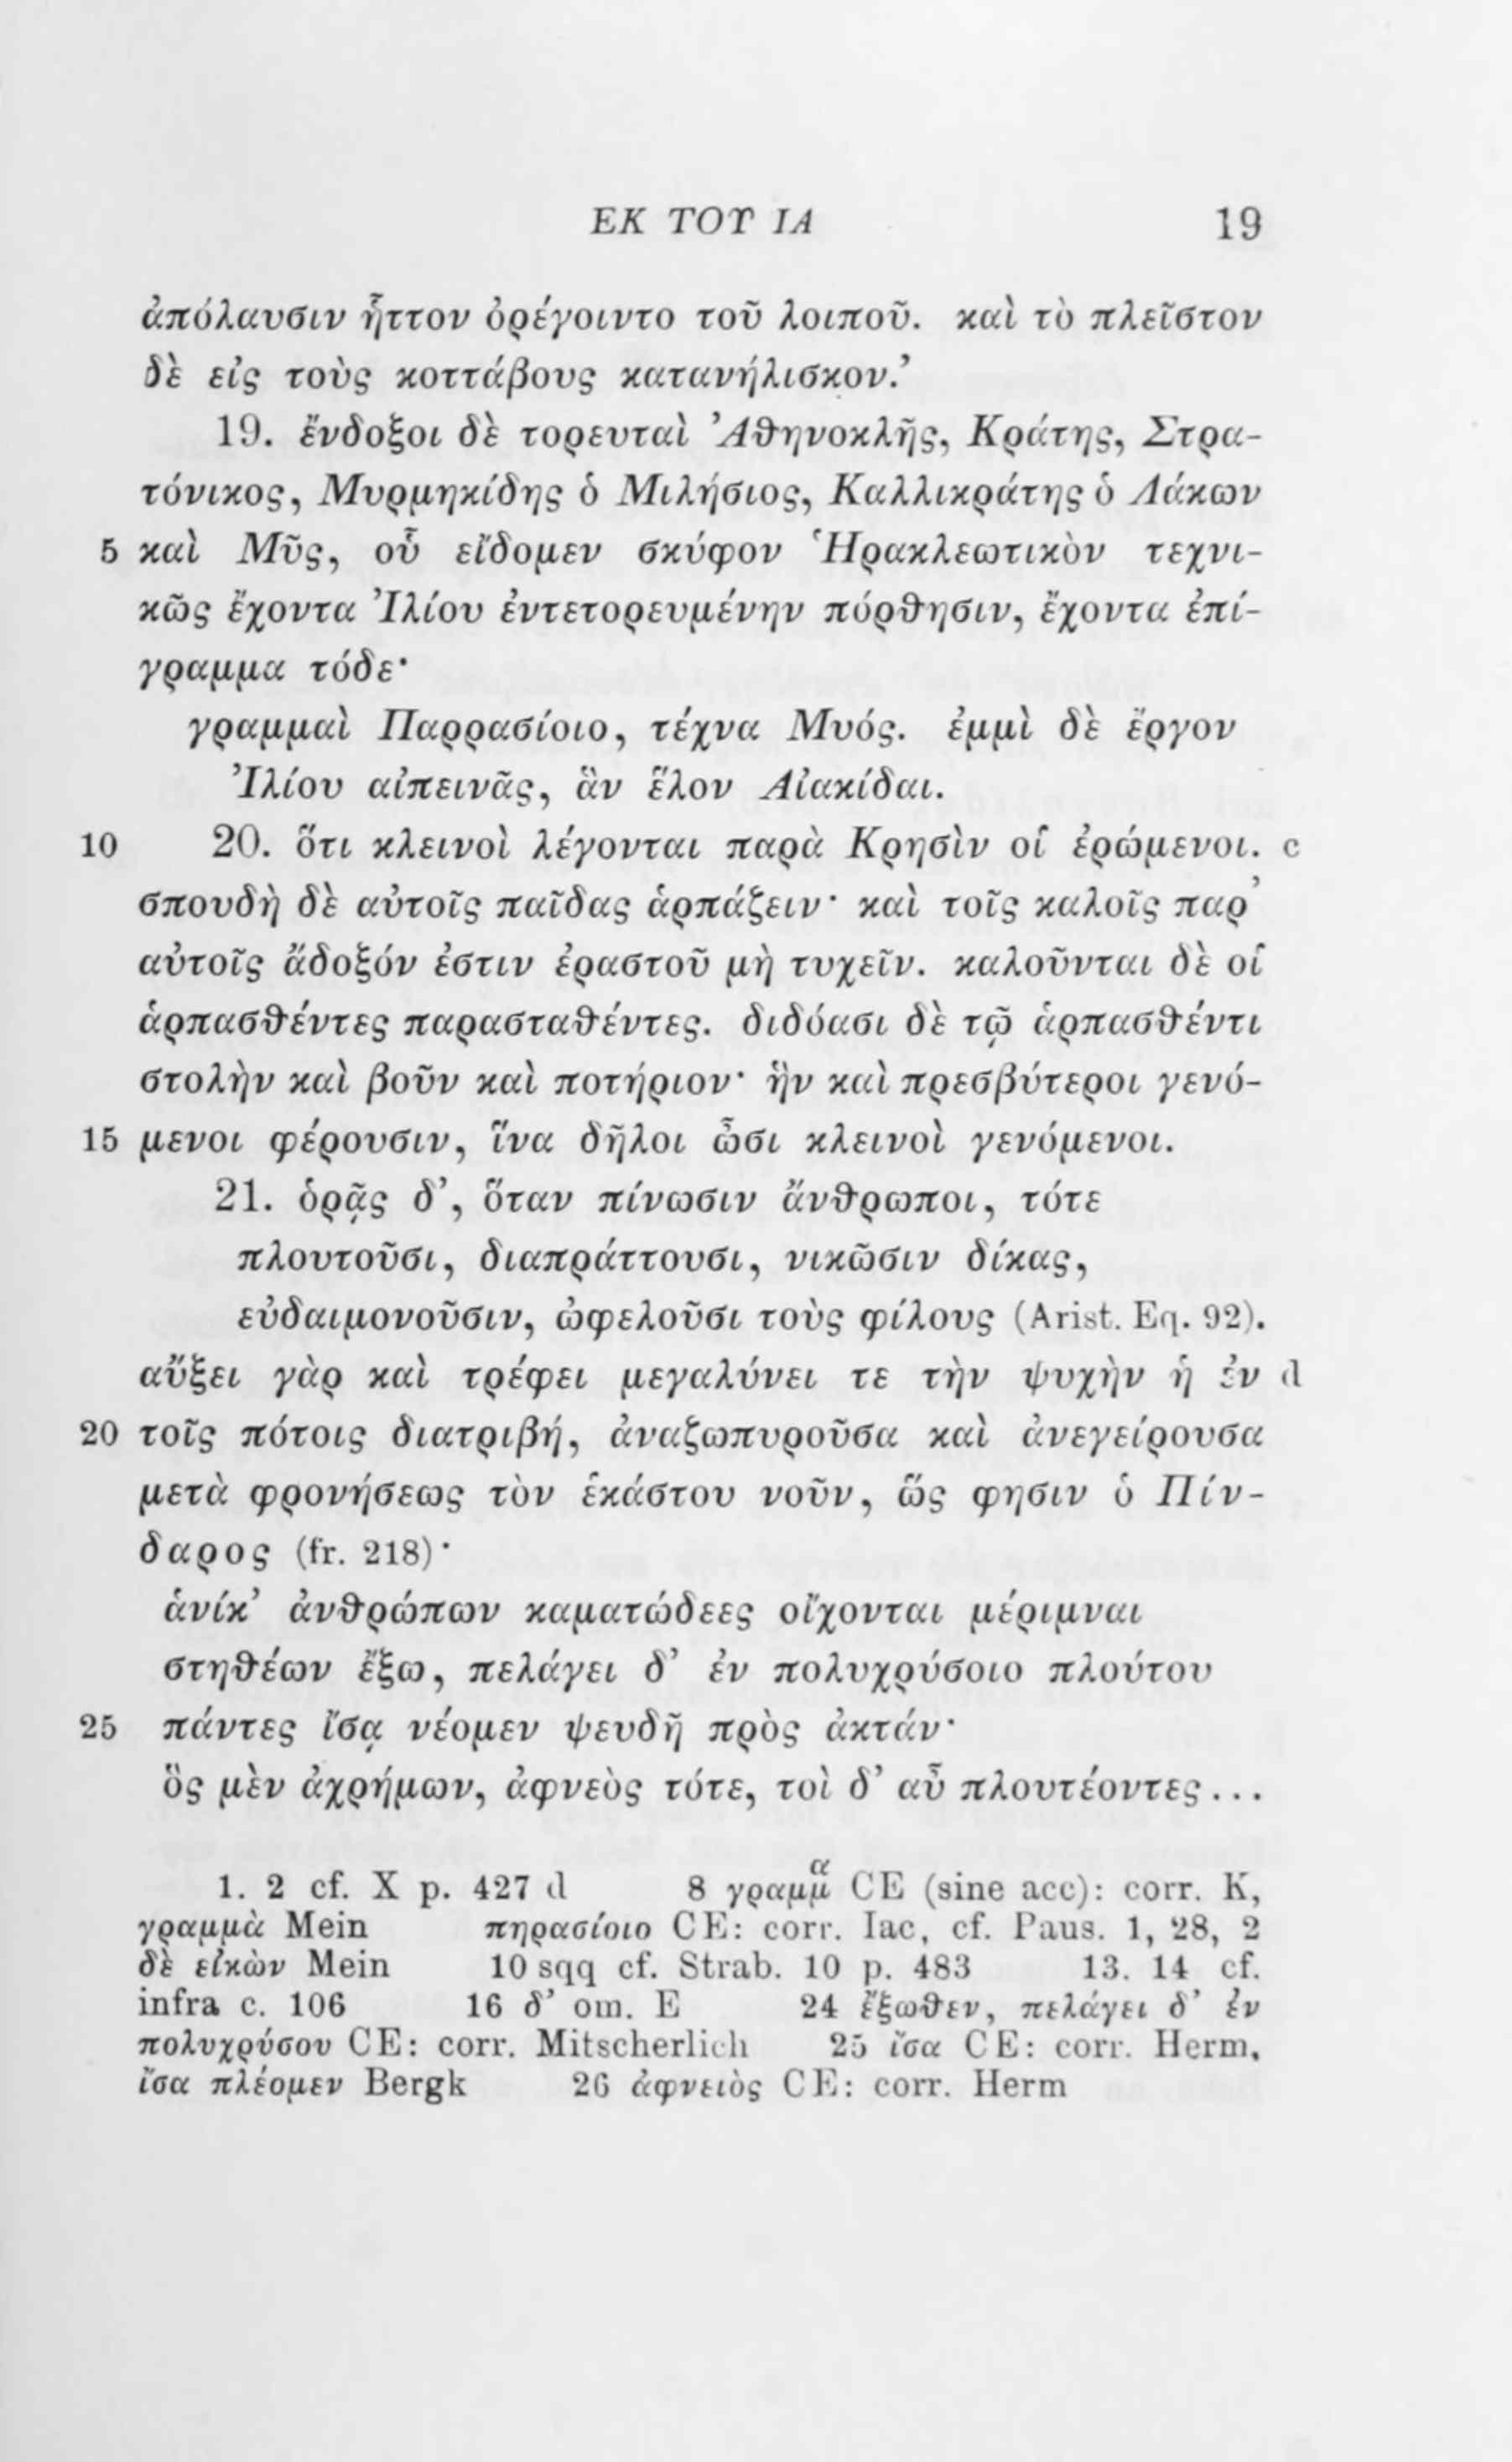 ΕΚ ΤΟΥ ΙΑ 19
ἀπόλαυσιν ἧττον ὀρέγοιντο τοῦ λοιποῦ. καὶ τὸ πλεῖστον
δὲ εἰς τοὺς κοττάβους κατανήλισκον.’
19. ἔνδοξοι δὲ τορευταὶ Ἀθηνοκλῆς, Κράτης, Στρα-
τόνικος, Μυρμηκίδης ὁ Μιλήσιος, Καλλικράτης ὁ Λάκων
5 καὶ Μῦς, οὗ εἴδομεν σκύφον Ἡρακλεωτικὸν τεχνι-
κῶς ἔχοντα Ἰλίου ἐντετορευμένην πόρθησιν, ἔχοντα ἐπί-
γραμμα τόδε·
γραμμαὶ Παρρασίοιο, τέχνα Μυός. ἐμμὶ δὲ ἔργον
Ἰλίου αἰπεινᾶς, ἃν ἕλον Αἰακίδαι.
10 20. ὅτι κλεινοὶ λέγονται παρὰ Κρησὶν οἱ ἐρώμενοι. c
σπουδὴ δὲ αὐτοῖς παῖδας ἁρπάζειν· καὶ τοῖς καλοῖς παρ’
αὐτοῖς ἄδοξόν ἐστιν ἐραστοῦ μὴ τυχεῖν. καλοῦνται δὲ οἱ
ἁρπασθέντες παρασταθέντες. διδόασι δὲ τῷ ἁρπασθέντι
στολὴν καὶ βοῦν καὶ ποτήριον· ἣν καὶ πρεσβύτεροι γενό-
15 μενοι φέρουσιν, ἵνα δῆλοι ὦσι κλεινοὶ γενόμενοι.
21. ὁρᾷς δ’, ὅταν πίνωσιν ἄνθρωποι, τότε
πλουτοῦσι, διαπράττουσι, νικῶσιν δίκας,
εὐδαιμονοῦσιν, ὠφελοῦσι τοὺς φίλους (Arist. Eq. 92).
αὔξει γὰρ καὶ τρέφει μεγαλύνει τε τὴν ψυχὴν ἡ ἐν d
20 τοῖς πότοις διατριβή, ἀναζωπυροῦσα καὶ ἀνεγείρουσα
μετὰ φρονήσεως τὸν ἑκάστου νοῦν, ὥς φησιν ὁ Πίν-
δαρος (fr. 218)·
ἁνίκ’ ἀνθρώπων καματώδεες οἴχονται μέριμναι
στηθέων ἔξω, πελάγει δ’ ἐν πολυχρύσοιο πλούτου
25 πάντες ἴσᾳ νέομεν ψευδῆ πρὸς ἀκτάν·
ὃς μὲν ἀχρήμων, ἀφνεὸς τότε, τοὶ δ’ αὖ πλουτέοντες...
1. 2 cf. X p. 427 d 8 γραμμ̑ᵅ CE (sine acc): corr. K,
γραμμὰ Mein πηρασίοιο CE: corr. Iac, cf. Paus. 1, 28, 2
δὲ εἰκὼν Mein 10 sqq cf. Strab. 10 p. 483 13. 14 cf.
infra c. 106 16 δ’ om. E 24 ἔξωθεν, πελάγει δ’ ἐν
πολυχρύσου CE: corr. Mitscherlich 25 ἴσα CE: corr. Herm,
ἴσα πλέομεν Bergk 26 ἀφνειὸς CE: corr. Herm